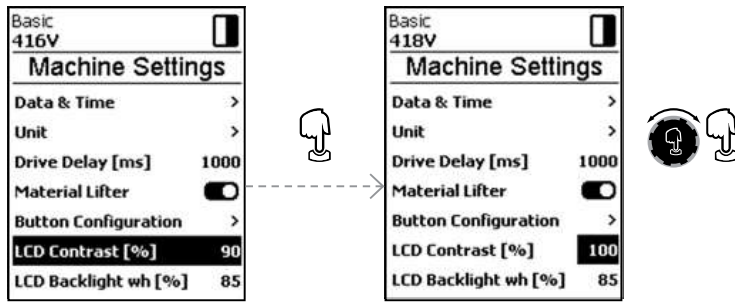 Basic
416V
Machine Settings
Data & Time >
Unit >
Drive Delay [ms] 1000
Material Lifter
Button Configuration >
LCD Contrast [%] 90
LCD Backlight wh [%] 85
Basic
418V
Machine Settings
Data & Time >
Unit >
Drive Delay [ms] 1000
Material Lifter
Button Configuration >
LCD Contrast [%] 100
LCD Backlight wh [%] 85